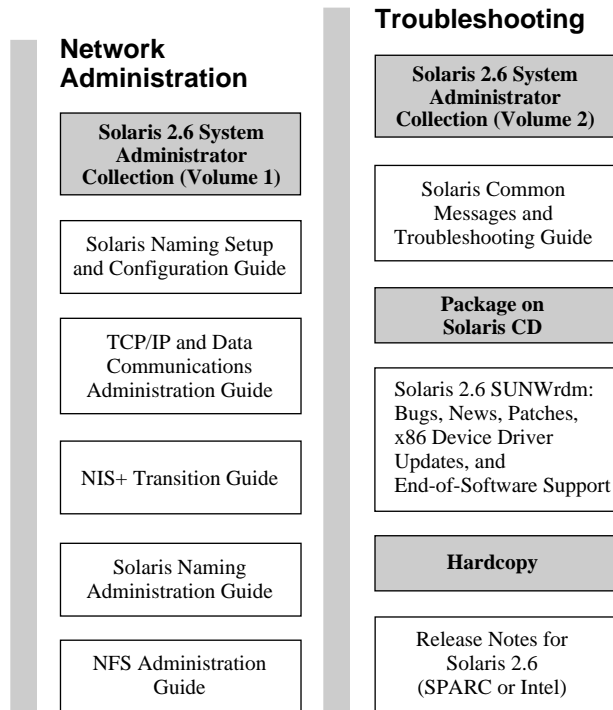 Network
Administration
Solaris 2.6 System
Administrator
Collection (Volume 1)
Solaris Naming Setup
and Configuration Guide
TCP/IP and Data
Communications
Administration Guide
NIS+ Transition Guide
Solaris Naming
Administration Guide
NFS Administration
Guide
Troubleshooting
Solaris 2.6 System
Administrator
Collection (Volume 2)
Solaris Common
Messages and
Troubleshooting Guide
Package on
Solaris CD
Solaris 2.6 SUNWrdm:
Bugs, News, Patches,
x86 Device Driver
Updates, and
End-of-Software Support
Hardcopy
Release Notes for
Solaris 2.6
(SPARC or Intel)